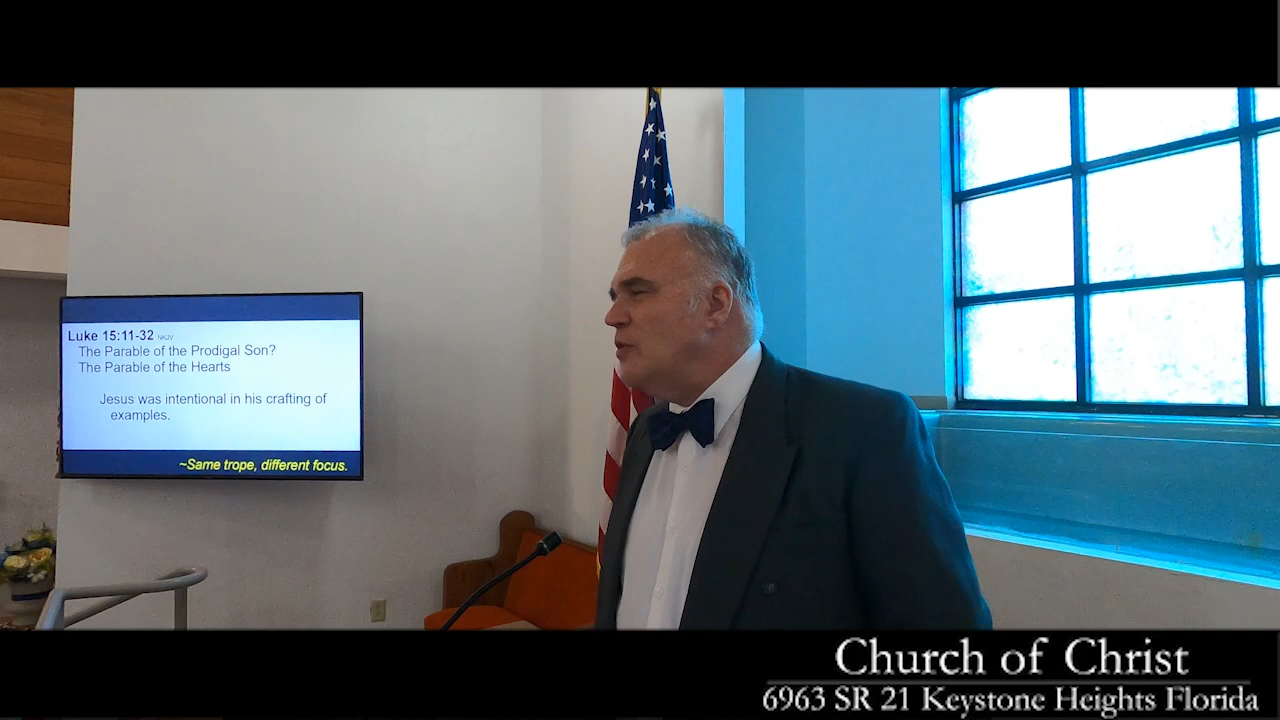 Luke 15:11-32 NKJV
The Parable of the Prodigal Son?
The Parable of the Hearts
Jesus was intentional in his crafting of
examples.
~Same trope, different focus.
Church of Christ
6963 SR 21 Keystone Heights Florida